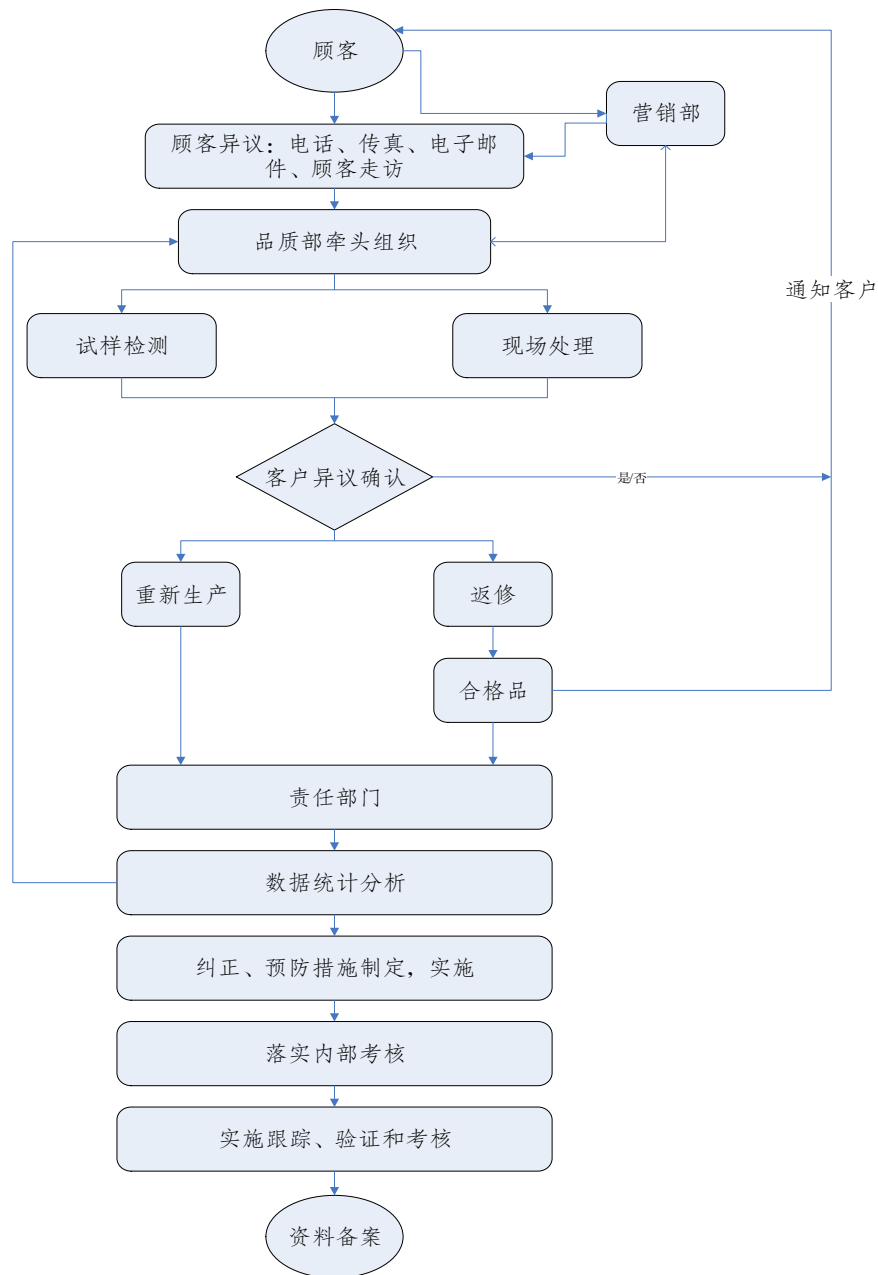 顾客
营销部
顾客异议：电话、传真、电子邮
件、顾客走访
品质部牵头组织
通知客户
试样检测
现场处理
客户异议确认
是/否
重新生产
返修
合格品
责任部门
数据统计分析
纠正、预防措施制定，实施
落实内部考核
实施跟踪、验证和考核
资料备案